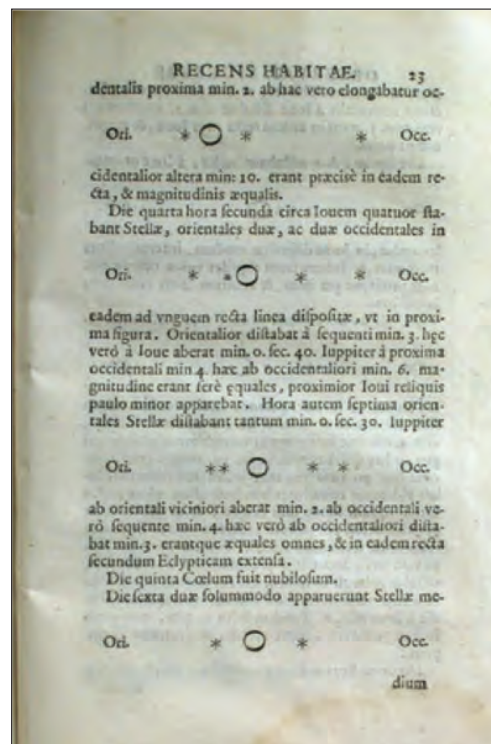 RECENS HABITAE. 23
dentalis proxima min. 2. ab hac vero elongabatur oc-
Ori. * O * * Occ.
cidentalior altera min: 10. erant præcisè in eadem re-
cta, & magnitudinis æqualis.
Die quarta hora ſecunda circa Iouem quatuor ſta-
bant Stellæ, orientales duæ, ac duæ occidentales in
Ori. * *O * * Occ.
eadem ad vnguem recta linea diſpoſitæ, vt in proxi-
ma figura. Orientalior diſtabat à ſequenti min. 3. hęc
verò à Ioue aberat min. 0. ſec. 40. Iuppiter à proxima
occidentali min 4. hæc ab occidentaliori min. 6. ma-
gnitudine erant ferè ęquales, proximior Ioui reliquis
paulo minor apparebat. Hora autem ſeptima orien-
tales Stellæ diſtabant tantum min. 0. ſec. 30. Iuppiter
Ori. ** O * * Occ.
ab orientali viciniori aberat min. 2. ab occidentali ve-
rò ſequente min. 4. hæc verò ab occidentaliori diſta-
bat min. 3. erantque æquales omnes, & in eadem recta
ſecundum Eclypticam extenſa.
Die quinta Cœlum fuit nubiloſum.
Die ſexta duæ ſolummodo apparuerunt Stellæ me-
Ori. * O * Occ.
dium